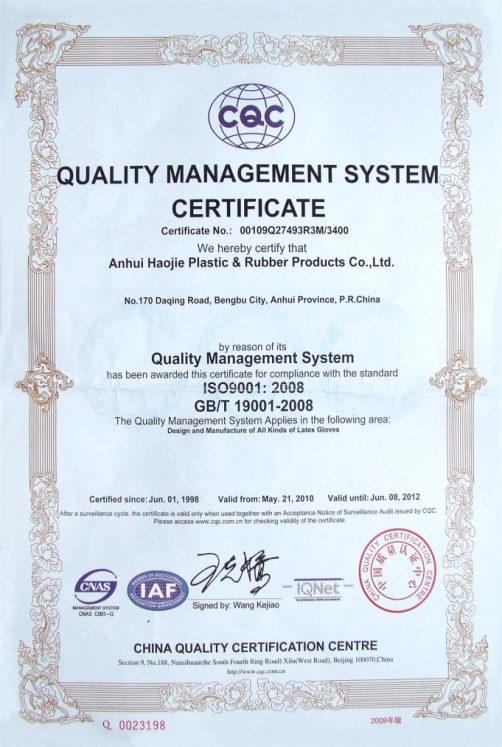 CQC
QUALITY MANAGEMENT SYSTEM
CERTIFICATE
Certificate No.: 00109Q27493R3M/3400
We hereby certify that
Anhui Haojie Plastic & Rubber Products Co.,Ltd.
No.170 Daqing Road, Bengbu City, Anhui Province, P.R.China
by reason of its
Quality Management System
has been awarded this certificate for compliance with the standard
ISO9001: 2008
GB/T 19001-2008
The Quality Management System Applies in the following area:
Design and Manufacture of All Kinds of Latex Gloves
Certified since: Jun. 01, 1998 Valid from: May. 21, 2010 Valid until: Jun. 08, 2012
After a surveillance cycle, the certificate is valid only when used together with an Acceptance Notice of Surveillance Audit issued by CQC.
Please access www.cqc.com.cn for checking validity of the certificate.
CNAS
MANAGEMENT SYSTEM
CNAS C001-Q
MEMBER OF MULTILATERAL
IAF
RECOGNITION ARRANGEMENT
Signed by: Wang Kejiao
IQNet
CHINA QUALITY CERTIFICATION CENTRE
中国质量认证中心
CHINA QUALITY CERTIFICATION CENTRE
Section 9, No.188, Nansihuan(the South Fourth Ring Road) Xilu(West Road), Beijing 100070,China
http://www.cqc.com.cn
Q 0023198
2009年版